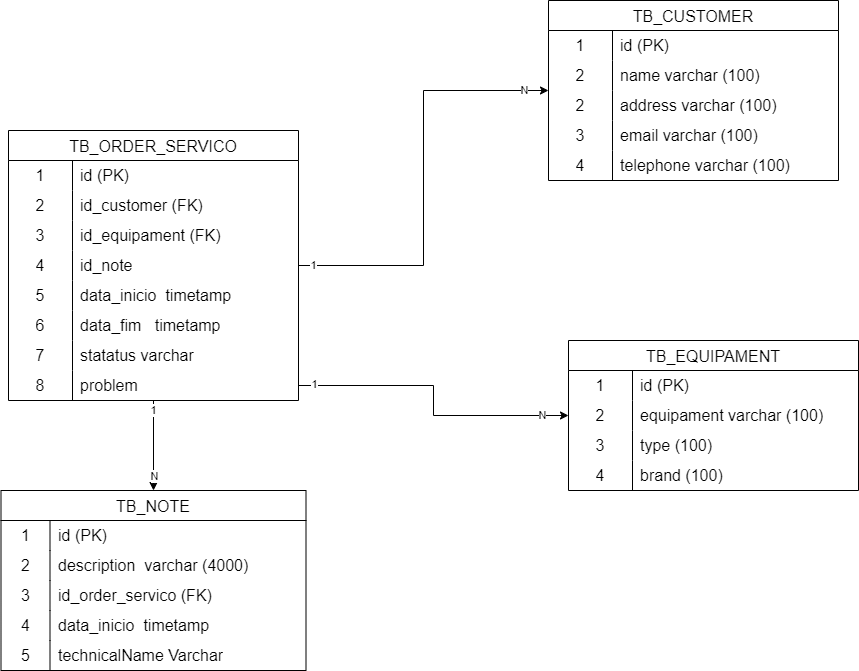 TB_CUSTOMER
1 id (PK)
2 name varchar (100)
2 address varchar (100)
3 email varchar (100)
4 telephone varchar (100)
N
TB_ORDER_SERVICO
1 id (PK)
2 id_customer (FK)
3 id_equipament (FK)
4 id_note
5 data_inicio timetamp
6 data_fim timetamp
7 statatus varchar
8 problem
1
1
1
N
N
TB_EQUIPAMENT
1 id (PK)
2 equipament varchar (100)
3 type (100)
4 brand (100)
TB_NOTE
1 id (PK)
2 description varchar (4000)
3 id_order_servico (FK)
4 data_inicio timetamp
5 technicalName Varchar